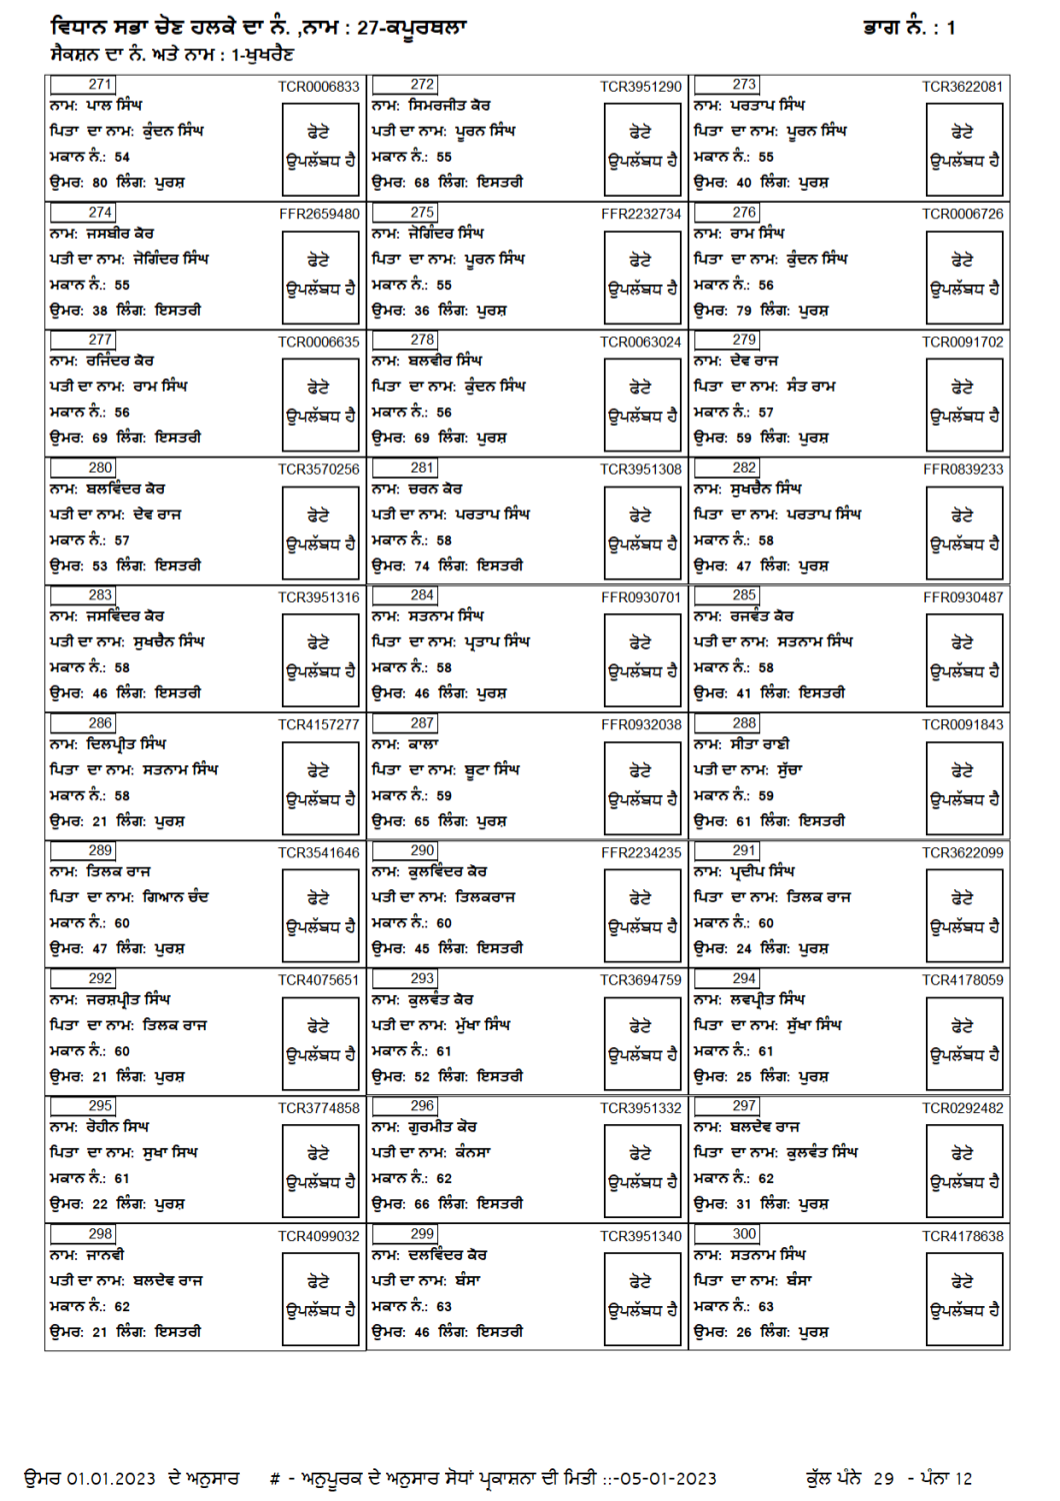 ਵਿਧਾਨ ਸਭਾ ਚੋਣ ਹਲਕੇ ਦਾ ਨੰ. ,ਨਾਮ : 27-ਕਪੂਰਥਲਾ ਭਾਗ ਨੰ. : 1
ਸੈਕਸ਼ਨ ਦਾ ਨੰ. ਅਤੇ ਨਾਮ : 1-ਖੁਖਰੈਣ
271 TCR0006833 272 TCR3951290 273 TCR3622081
ਨਾਮ: ਪਾਲ ਸਿੰਘ ਨਾਮ: ਸਿਮਰਜੀਤ ਕੋਰ ਨਾਮ: ਪਰਤਾਪ ਸਿੰਘ
ਪਿਤਾ ਦਾ ਨਾਮ: ਕੁੰਦਨ ਸਿੰਘ ਫੋਟੋ ਪਤੀ ਦਾ ਨਾਮ: ਪੂਰਨ ਸਿੰਘ ਫੋਟੋ ਪਿਤਾ ਦਾ ਨਾਮ: ਪੂਰਨ ਸਿੰਘ ਫੋਟੋ
ਮਕਾਨ ਨੰ.: 54 ਉਪਲੱਬਧ ਹੈ ਮਕਾਨ ਨੰ.: 55 ਉਪਲੱਬਧ ਹੈ ਮਕਾਨ ਨੰ.: 55 ਉਪਲੱਬਧ ਹੈ
ਉਮਰ: 80 ਲਿੰਗ: ਪੁਰਸ਼ ਉਮਰ: 68 ਲਿੰਗ: ਇਸਤਰੀ ਉਮਰ: 40 ਲਿੰਗ: ਪੁਰਸ਼
274 FFR2659480 275 FFR2232734 276 TCR0006726
ਨਾਮ: ਜਸਬੀਰ ਕੋਰ ਨਾਮ: ਜੋਗਿੰਦਰ ਸਿੰਘ ਨਾਮ: ਰਾਮ ਸਿੰਘ
ਪਤੀ ਦਾ ਨਾਮ: ਜੋਗਿੰਦਰ ਸਿੰਘ ਫੋਟੋ ਪਿਤਾ ਦਾ ਨਾਮ: ਪੂਰਨ ਸਿੰਘ ਫੋਟੋ ਪਿਤਾ ਦਾ ਨਾਮ: ਕੁੰਦਨ ਸਿੰਘ ਫੋਟੋ
ਮਕਾਨ ਨੰ.: 55 ਉਪਲੱਬਧ ਹੈ ਮਕਾਨ ਨੰ.: 55 ਉਪਲੱਬਧ ਹੈ ਮਕਾਨ ਨੰ.: 56 ਉਪਲੱਬਧ ਹੈ
ਉਮਰ: 38 ਲਿੰਗ: ਇਸਤਰੀ ਉਮਰ: 36 ਲਿੰਗ: ਪੁਰਸ਼ ਉਮਰ: 79 ਲਿੰਗ: ਪੁਰਸ਼
277 TCR0006635 278 TCR0063024 279 TCR0091702
ਨਾਮ: ਰਜਿੰਦਰ ਕੋਰ ਨਾਮ: ਬਲਵੀਰ ਸਿੰਘ ਨਾਮ: ਦੇਵ ਰਾਜ
ਪਤੀ ਦਾ ਨਾਮ: ਰਾਮ ਸਿੰਘ ਫੋਟੋ ਪਿਤਾ ਦਾ ਨਾਮ: ਕੁੰਦਨ ਸਿੰਘ ਫੋਟੋ ਪਿਤਾ ਦਾ ਨਾਮ: ਸੰਤ ਰਾਮ ਫੋਟੋ
ਮਕਾਨ ਨੰ.: 56 ਉਪਲੱਬਧ ਹੈ ਮਕਾਨ ਨੰ.: 56 ਉਪਲੱਬਧ ਹੈ ਮਕਾਨ ਨੰ.: 57 ਉਪਲੱਬਧ ਹੈ
ਉਮਰ: 69 ਲਿੰਗ: ਇਸਤਰੀ ਉਮਰ: 69 ਲਿੰਗ: ਪੁਰਸ਼ ਉਮਰ: 59 ਲਿੰਗ: ਪੁਰਸ਼
280 TCR3570256 281 TCR3951308 282 FFR0839233
ਨਾਮ: ਬਲਵਿੰਦਰ ਕੋਰ ਨਾਮ: ਚਰਨ ਕੋਰ ਨਾਮ: ਸੁਖਚੈਨ ਸਿੰਘ
ਪਤੀ ਦਾ ਨਾਮ: ਦੇਵ ਰਾਜ ਫੋਟੋ ਪਤੀ ਦਾ ਨਾਮ: ਪਰਤਾਪ ਸਿੰਘ ਫੋਟੋ ਪਿਤਾ ਦਾ ਨਾਮ: ਪਰਤਾਪ ਸਿੰਘ ਫੋਟੋ
ਮਕਾਨ ਨੰ.: 57 ਉਪਲੱਬਧ ਹੈ ਮਕਾਨ ਨੰ.: 58 ਉਪਲੱਬਧ ਹੈ ਮਕਾਨ ਨੰ.: 58 ਉਪਲੱਬਧ ਹੈ
ਉਮਰ: 53 ਲਿੰਗ: ਇਸਤਰੀ ਉਮਰ: 74 ਲਿੰਗ: ਇਸਤਰੀ ਉਮਰ: 47 ਲਿੰਗ: ਪੁਰਸ਼
283 TCR3951316 284 FFR0930701 285 FFR0930487
ਨਾਮ: ਜਸਵਿੰਦਰ ਕੋਰ ਨਾਮ: ਸਤਨਾਮ ਸਿੰਘ ਨਾਮ: ਰਜਵੰਤ ਕੋਰ
ਪਤੀ ਦਾ ਨਾਮ: ਸੁਖਚੈਨ ਸਿੰਘ ਫੋਟੋ ਪਿਤਾ ਦਾ ਨਾਮ: ਪ੍ਰਤਾਪ ਸਿੰਘ ਫੋਟੋ ਪਤੀ ਦਾ ਨਾਮ: ਸਤਨਾਮ ਸਿੰਘ ਫੋਟੋ
ਮਕਾਨ ਨੰ.: 58 ਉਪਲੱਬਧ ਹੈ ਮਕਾਨ ਨੰ.: 58 ਉਪਲੱਬਧ ਹੈ ਮਕਾਨ ਨੰ.: 58 ਉਪਲੱਬਧ ਹੈ
ਉਮਰ: 46 ਲਿੰਗ: ਇਸਤਰੀ ਉਮਰ: 46 ਲਿੰਗ: ਪੁਰਸ਼ ਉਮਰ: 41 ਲਿੰਗ: ਇਸਤਰੀ
286 TCR4157277 287 FFR0932038 288 TCR0091843
ਨਾਮ: ਦਿਲਪ੍ਰੀਤ ਸਿੰਘ ਨਾਮ: ਕਾਲਾ ਨਾਮ: ਸੀਤਾ ਰਾਣੀ
ਪਿਤਾ ਦਾ ਨਾਮ: ਸਤਨਾਮ ਸਿੰਘ ਫੋਟੋ ਪਿਤਾ ਦਾ ਨਾਮ: ਬੂਟਾ ਸਿੰਘ ਫੋਟੋ ਪਤੀ ਦਾ ਨਾਮ: ਸੁੱਚਾ ਫੋਟੋ
ਮਕਾਨ ਨੰ.: 58 ਉਪਲੱਬਧ ਹੈ ਮਕਾਨ ਨੰ.: 59 ਉਪਲੱਬਧ ਹੈ ਮਕਾਨ ਨੰ.: 59 ਉਪਲੱਬਧ ਹੈ
ਉਮਰ: 21 ਲਿੰਗ: ਪੁਰਸ਼ ਉਮਰ: 65 ਲਿੰਗ: ਪੁਰਸ਼ ਉਮਰ: 61 ਲਿੰਗ: ਇਸਤਰੀ
289 TCR3541646 290 FFR2234235 291 TCR3622099
ਨਾਮ: ਤਿਲਕ ਰਾਜ ਨਾਮ: ਕੁਲਵਿੰਦਰ ਕੋਰ ਨਾਮ: ਪ੍ਰਦੀਪ ਸਿੰਘ
ਪਿਤਾ ਦਾ ਨਾਮ: ਗਿਆਨ ਚੰਦ ਫੋਟੋ ਪਤੀ ਦਾ ਨਾਮ: ਤਿਲਕਰਾਜ ਫੋਟੋ ਪਿਤਾ ਦਾ ਨਾਮ: ਤਿਲਕ ਰਾਜ ਫੋਟੋ
ਮਕਾਨ ਨੰ.: 60 ਉਪਲੱਬਧ ਹੈ ਮਕਾਨ ਨੰ.: 60 ਉਪਲੱਬਧ ਹੈ ਮਕਾਨ ਨੰ.: 60 ਉਪਲੱਬਧ ਹੈ
ਉਮਰ: 47 ਲਿੰਗ: ਪੁਰਸ਼ ਉਮਰ: 45 ਲਿੰਗ: ਇਸਤਰੀ ਉਮਰ: 24 ਲਿੰਗ: ਪੁਰਸ਼
292 TCR4075651 293 TCR3694759 294 TCR4178059
ਨਾਮ: ਜਰਸ਼ਪ੍ਰੀਤ ਸਿੰਘ ਨਾਮ: ਕੁਲਵੰਤ ਕੋਰ ਨਾਮ: ਲਵਪ੍ਰੀਤ ਸਿੰਘ
ਪਿਤਾ ਦਾ ਨਾਮ: ਤਿਲਕ ਰਾਜ ਫੋਟੋ ਪਤੀ ਦਾ ਨਾਮ: ਮੁੱਖਾ ਸਿੰਘ ਫੋਟੋ ਪਿਤਾ ਦਾ ਨਾਮ: ਸੁੱਖਾ ਸਿੰਘ ਫੋਟੋ
ਮਕਾਨ ਨੰ.: 60 ਉਪਲੱਬਧ ਹੈ ਮਕਾਨ ਨੰ.: 61 ਉਪਲੱਬਧ ਹੈ ਮਕਾਨ ਨੰ.: 61 ਉਪਲੱਬਧ ਹੈ
ਉਮਰ: 21 ਲਿੰਗ: ਪੁਰਸ਼ ਉਮਰ: 52 ਲਿੰਗ: ਇਸਤਰੀ ਉਮਰ: 25 ਲਿੰਗ: ਪੁਰਸ਼
295 TCR3774858 296 TCR3951332 297 TCR0292482
ਨਾਮ: ਰੋਹੀਨ ਸਿਘ ਨਾਮ: ਗੁਰਮੀਤ ਕੋਰ ਨਾਮ: ਬਲਦੇਵ ਰਾਜ
ਪਿਤਾ ਦਾ ਨਾਮ: ਸੁਖਾ ਸਿਘ ਫੋਟੋ ਪਤੀ ਦਾ ਨਾਮ: ਕੰਨਸਾ ਫੋਟੋ ਪਿਤਾ ਦਾ ਨਾਮ: ਕੁਲਵੰਤ ਸਿੰਘ ਫੋਟੋ
ਮਕਾਨ ਨੰ.: 61 ਉਪਲੱਬਧ ਹੈ ਮਕਾਨ ਨੰ.: 62 ਉਪਲੱਬਧ ਹੈ ਮਕਾਨ ਨੰ.: 62 ਉਪਲੱਬਧ ਹੈ
ਉਮਰ: 22 ਲਿੰਗ: ਪੁਰਸ਼ ਉਮਰ: 66 ਲਿੰਗ: ਇਸਤਰੀ ਉਮਰ: 31 ਲਿੰਗ: ਪੁਰਸ਼
298 TCR4099032 299 TCR3951340 300 TCR4178638
ਨਾਮ: ਜਾਨਵੀ ਨਾਮ: ਦਲਵਿੰਦਰ ਕੋਰ ਨਾਮ: ਸਤਨਾਮ ਸਿੰਘ
ਪਤੀ ਦਾ ਨਾਮ: ਬਲਦੇਵ ਰਾਜ ਫੋਟੋ ਪਤੀ ਦਾ ਨਾਮ: ਬੰਸਾ ਫੋਟੋ ਪਿਤਾ ਦਾ ਨਾਮ: ਬੰਸਾ ਫੋਟੋ
ਮਕਾਨ ਨੰ.: 62 ਉਪਲੱਬਧ ਹੈ ਮਕਾਨ ਨੰ.: 63 ਉਪਲੱਬਧ ਹੈ ਮਕਾਨ ਨੰ.: 63 ਉਪਲੱਬਧ ਹੈ
ਉਮਰ: 21 ਲਿੰਗ: ਇਸਤਰੀ ਉਮਰ: 46 ਲਿੰਗ: ਇਸਤਰੀ ਉਮਰ: 26 ਲਿੰਗ: ਪੁਰਸ਼
ਉਮਰ 01.01.2023 ਦੇ ਅਨੁਸਾਰ # - ਅਨੁਪੂਰਕ ਦੇ ਅਨੁਸਾਰ ਸੋਧਾਂ ਪ੍ਰਕਾਸ਼ਨਾ ਦੀ ਮਿਤੀ ::-05-01-2023 ਕੁੱਲ ਪੰਨੇ 29 - ਪੰਨਾ 12